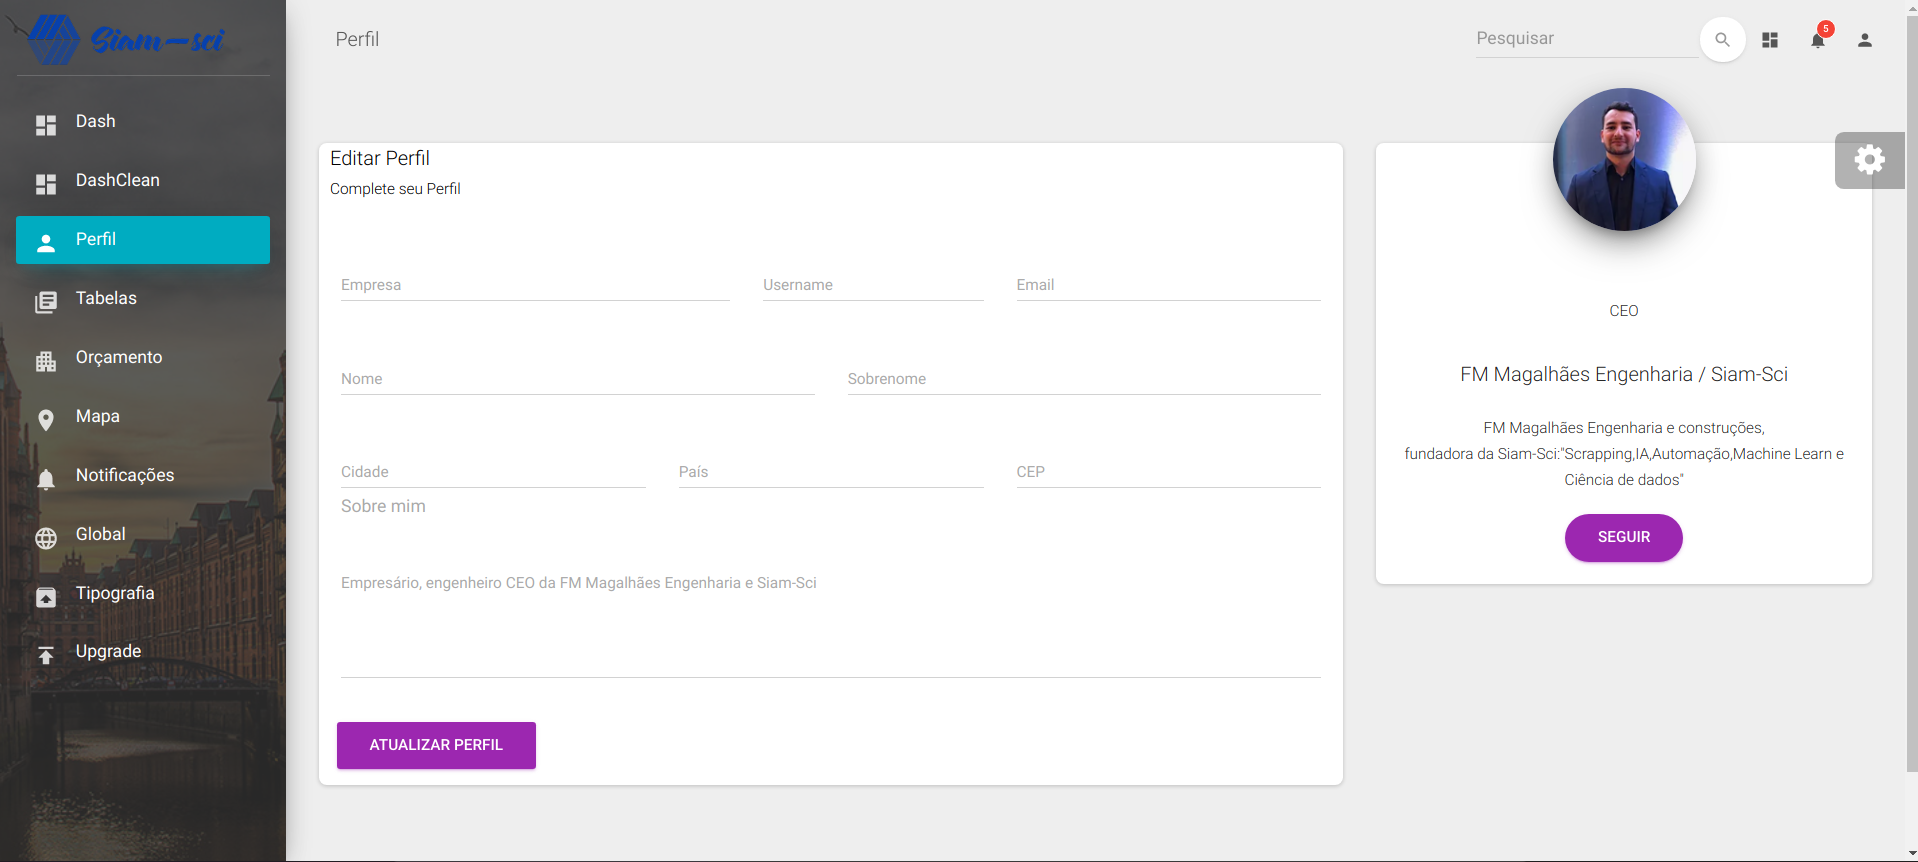 Siam-sci
Dash
DashClean
Perfil
Tabelas
Orçamento
Mapa
Notificações
Global
Tipografia
Upgrade
Perfil
Pesquisar
5
Editar Perfil
Complete seu Perfil
Empresa
Username
Email
Nome
Sobrenome
Cidade
País
CEP
Sobre mim
Empresário, engenheiro CEO da FM Magalhães Engenharia e Siam-Sci
ATUALIZAR PERFIL
CEO
FM Magalhães Engenharia / Siam-Sci
FM Magalhães Engenharia e construções,
fundadora da Siam-Sci:"Scrapping,IA,Automação,Machine Learn e
Ciência de dados"
SEGUIR